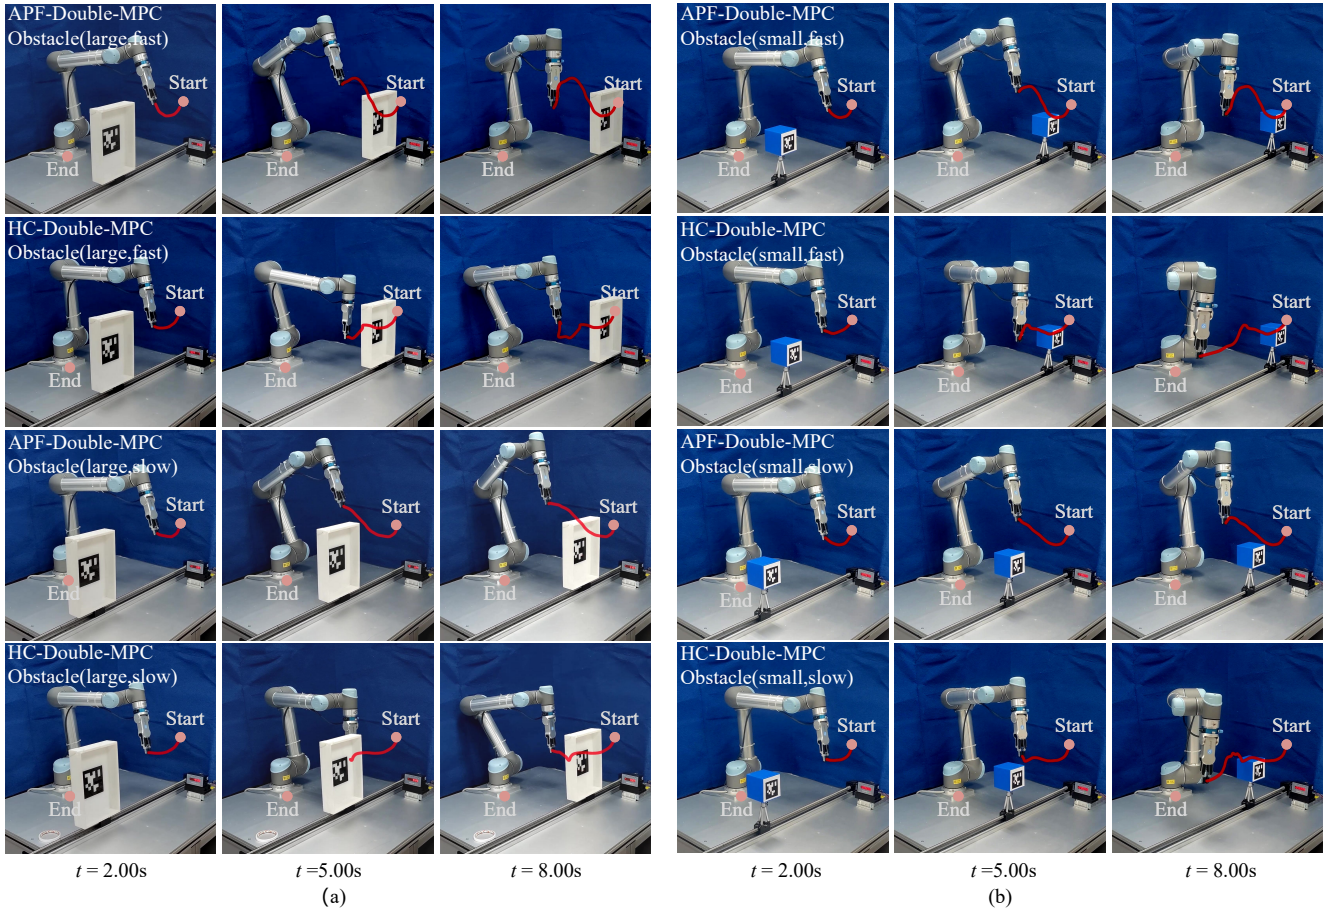 APF-Double-MPC
Obstacle(large,fast)
Start
End
Start
End
Start
End
HC-Double-MPC
Obstacle(large,fast)
Start
End
Start
End
Start
End
APF-Double-MPC
Obstacle(large,slow)
Start
End
Start
End
Start
End
HC-Double-MPC
Obstacle(large,slow)
Start
End
Start
End
Start
End
t = 2.00s
t =5.00s
t = 8.00s
(a)
APF-Double-MPC
Obstacle(small,fast)
Start
End
Start
End
Start
End
HC-Double-MPC
Obstacle(small,fast)
Start
End
Start
End
Start
End
APF-Double-MPC
Obstacle(small,slow)
Start
End
Start
End
Start
End
HC-Double-MPC
Obstacle(small,slow)
Start
End
Start
End
Start
End
t = 2.00s
t =5.00s
t = 8.00s
(b)